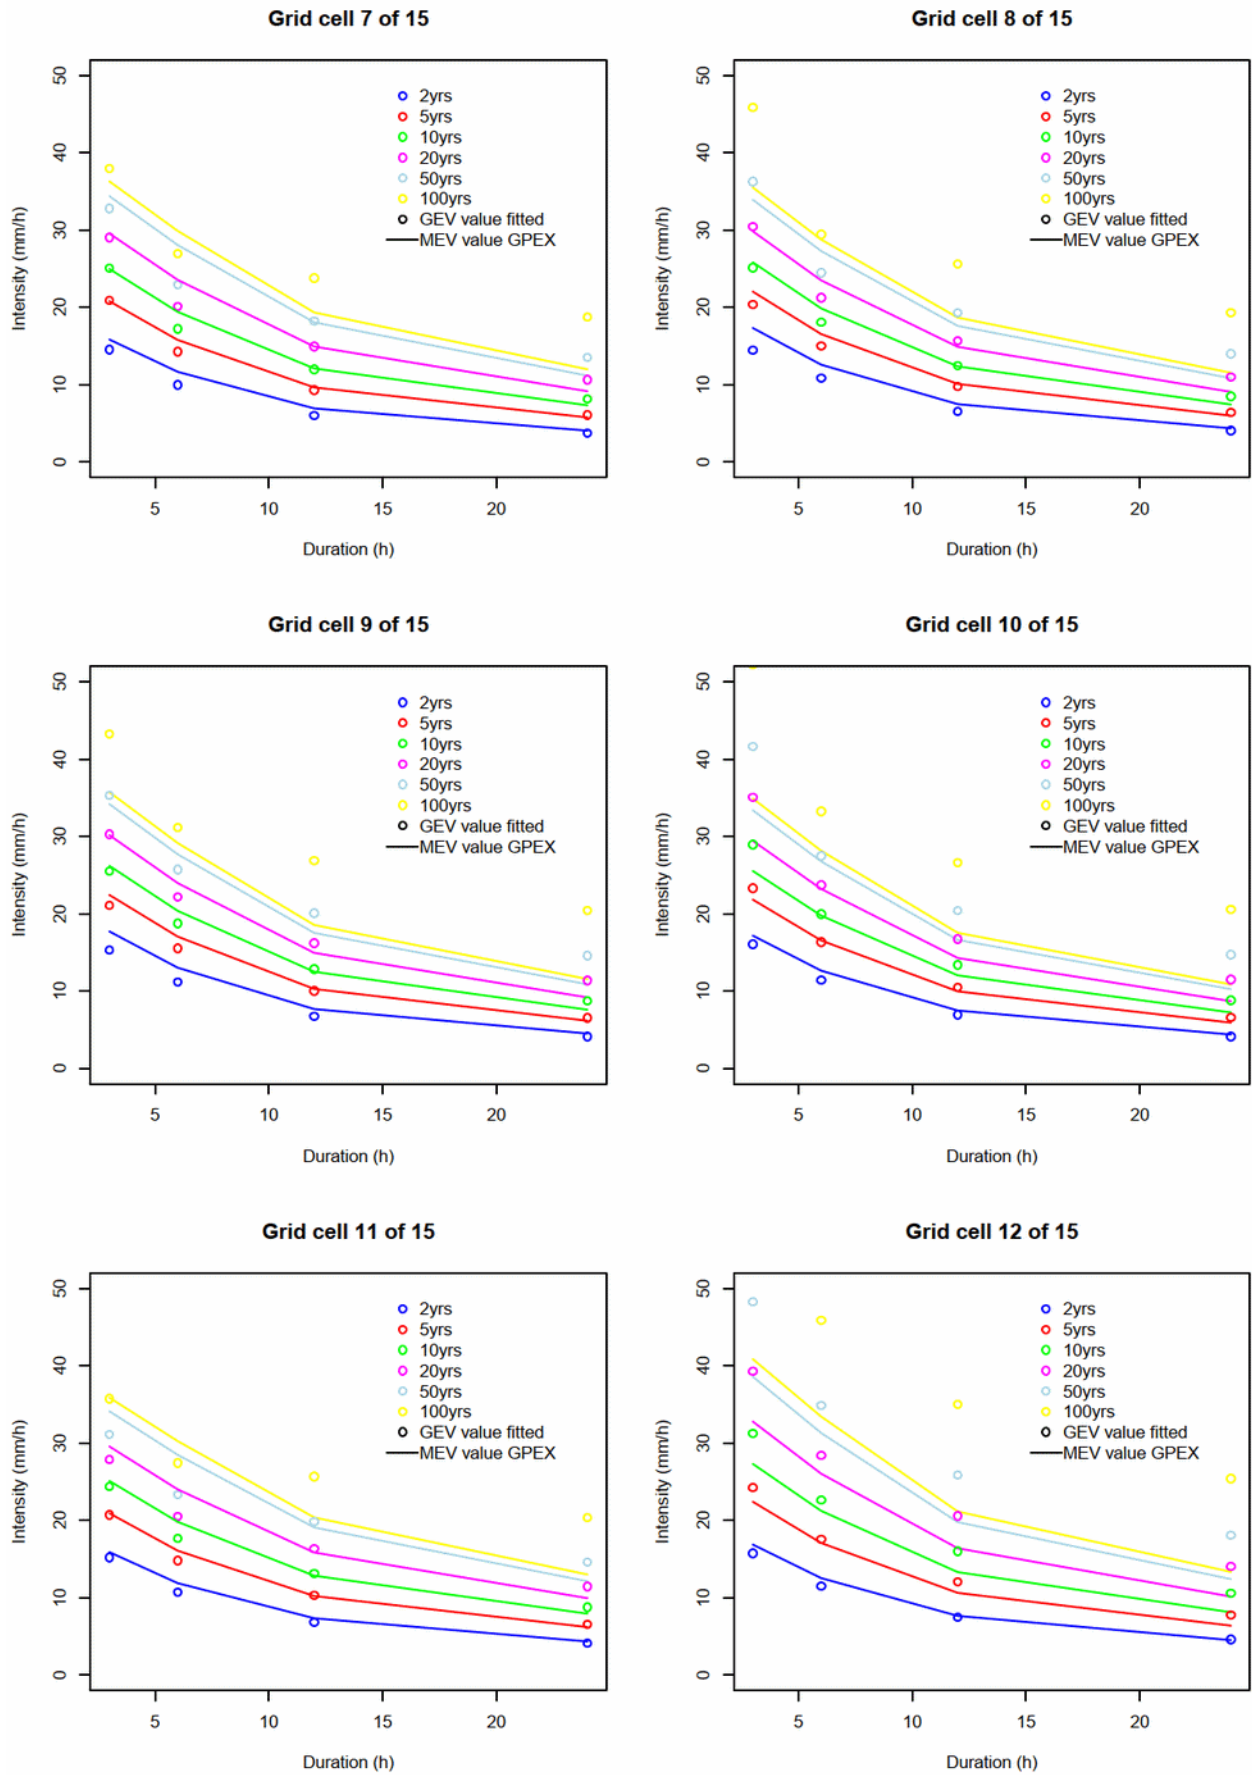 Grid cell 7 of 15
50
40
30
20
10
0
Intensity (mm/h)
2yrs
5yrs
10yrs
20yrs
50yrs
100yrs
GEV value fitted
MEV value GPEX
5 10 15 20
Duration (h)
Grid cell 8 of 15
50
40
30
20
10
0
Intensity (mm/h)
2yrs
5yrs
10yrs
20yrs
50yrs
100yrs
GEV value fitted
MEV value GPEX
5 10 15 20
Duration (h)
Grid cell 9 of 15
50
40
30
20
10
0
Intensity (mm/h)
2yrs
5yrs
10yrs
20yrs
50yrs
100yrs
GEV value fitted
MEV value GPEX
5 10 15 20
Duration (h)
Grid cell 10 of 15
50
40
30
20
10
0
Intensity (mm/h)
2yrs
5yrs
10yrs
20yrs
50yrs
100yrs
GEV value fitted
MEV value GPEX
5 10 15 20
Duration (h)
Grid cell 11 of 15
50
40
30
20
10
0
Intensity (mm/h)
2yrs
5yrs
10yrs
20yrs
50yrs
100yrs
GEV value fitted
MEV value GPEX
5 10 15 20
Duration (h)
Grid cell 12 of 15
50
40
30
20
10
0
Intensity (mm/h)
2yrs
5yrs
10yrs
20yrs
50yrs
100yrs
GEV value fitted
MEV value GPEX
5 10 15 20
Duration (h)